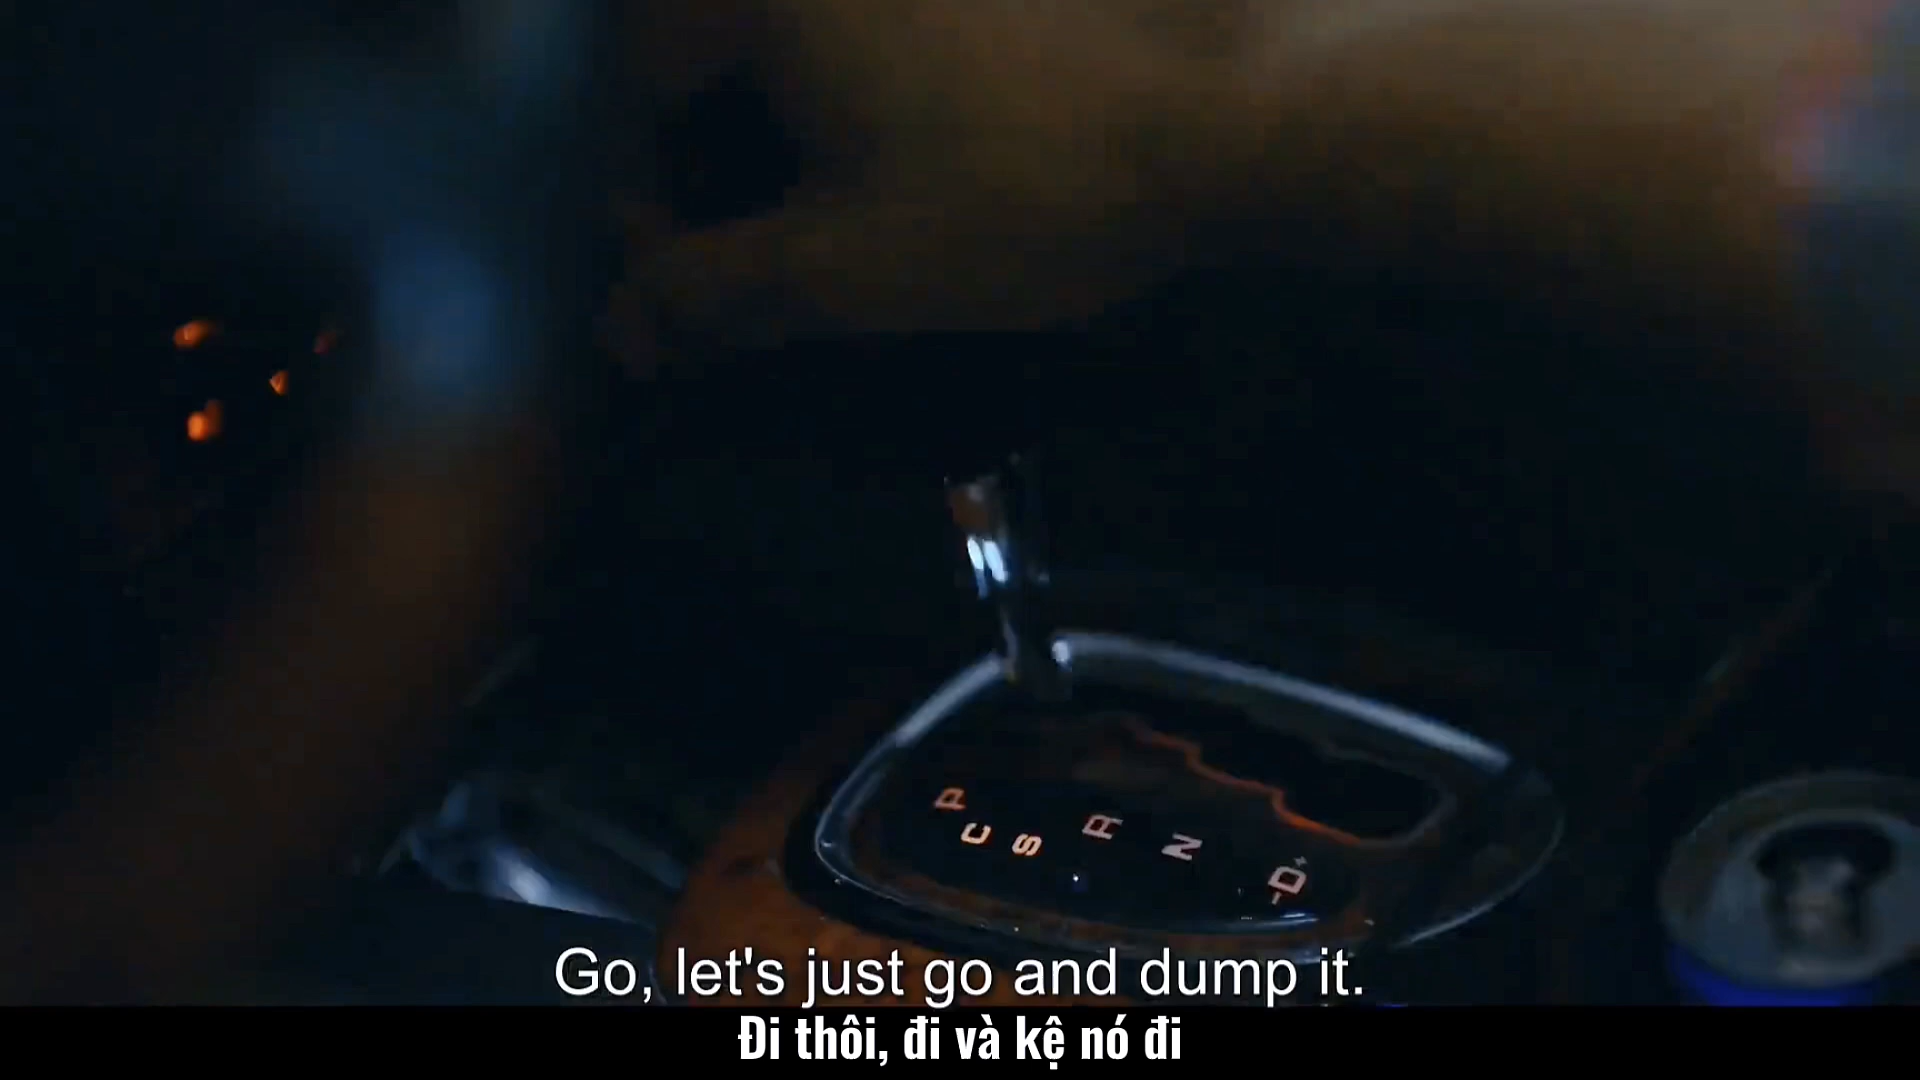 P
C
S
R
N
-D+
Go, let's just go and dump it.
Đi thôi, đi và kệ nó đi